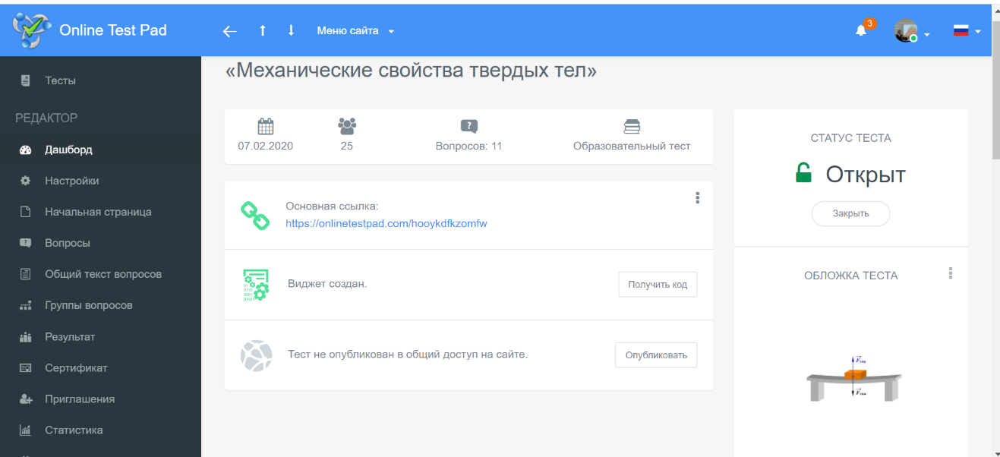 Online Test Pad
Меню сайта
3
Тесты
РЕДАКТОР
Дашборд
Настройки
Начальная страница
Вопросы
Общий текст вопросов
Группы вопросов
Результат
Сертификат
Приглашения
Статистика
«Механические свойства твердых тел»
07.02.2020
25
Вопросов: 11
Образовательный тест
Основная ссылка:
https://onlinetestpad.com/hooykdfkzomfw
Виджет создан.
Получить код
Тест не опубликован в общий доступ на сайте.
Опубликовать
СТАТУС ТЕСТА
Открыт
Закрыть
ОБЛОЖКА ТЕСТА